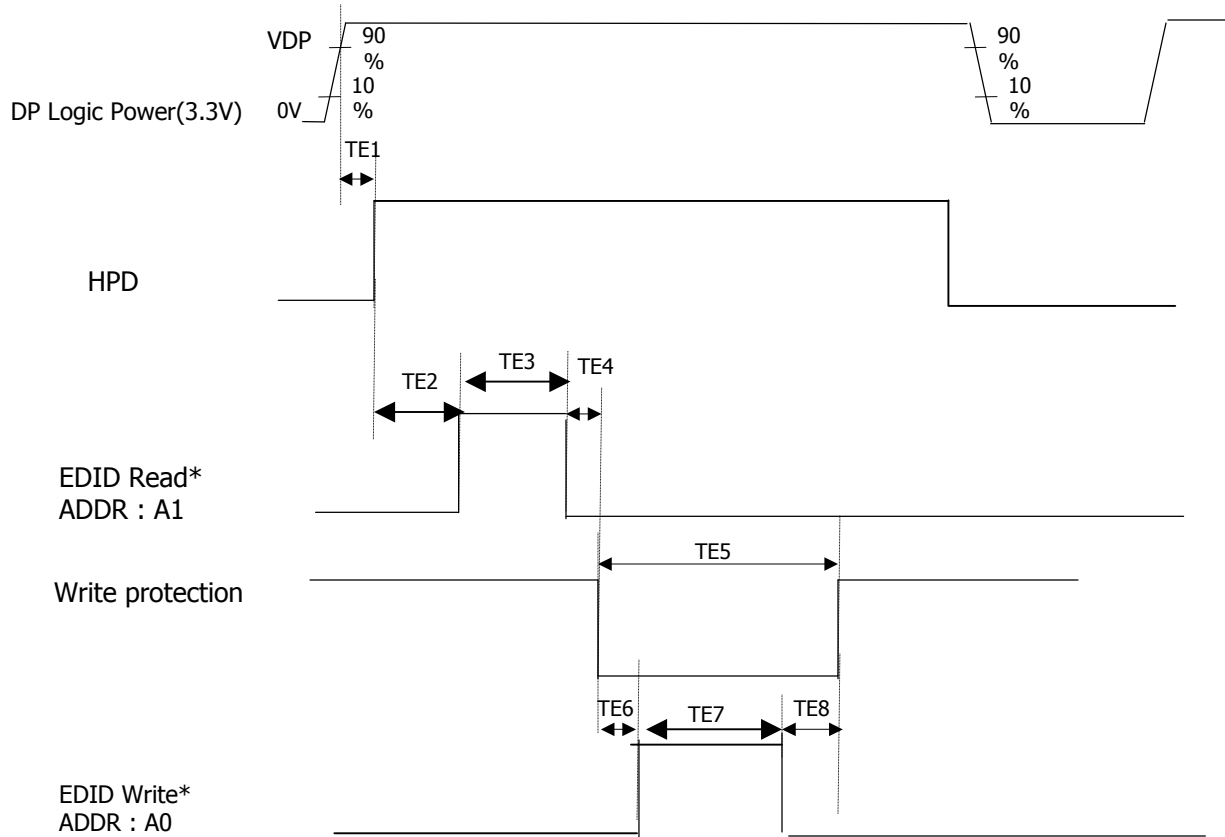 VDP
90
%
90
%
DP Logic Power(3.3V)
0V
10
%
10
%
TE1
HPD
TE3
TE4
TE2
EDID Read*
ADDR : A1
TE5
Write protection
TE6
TE7
TE8
EDID Write*
ADDR : A0